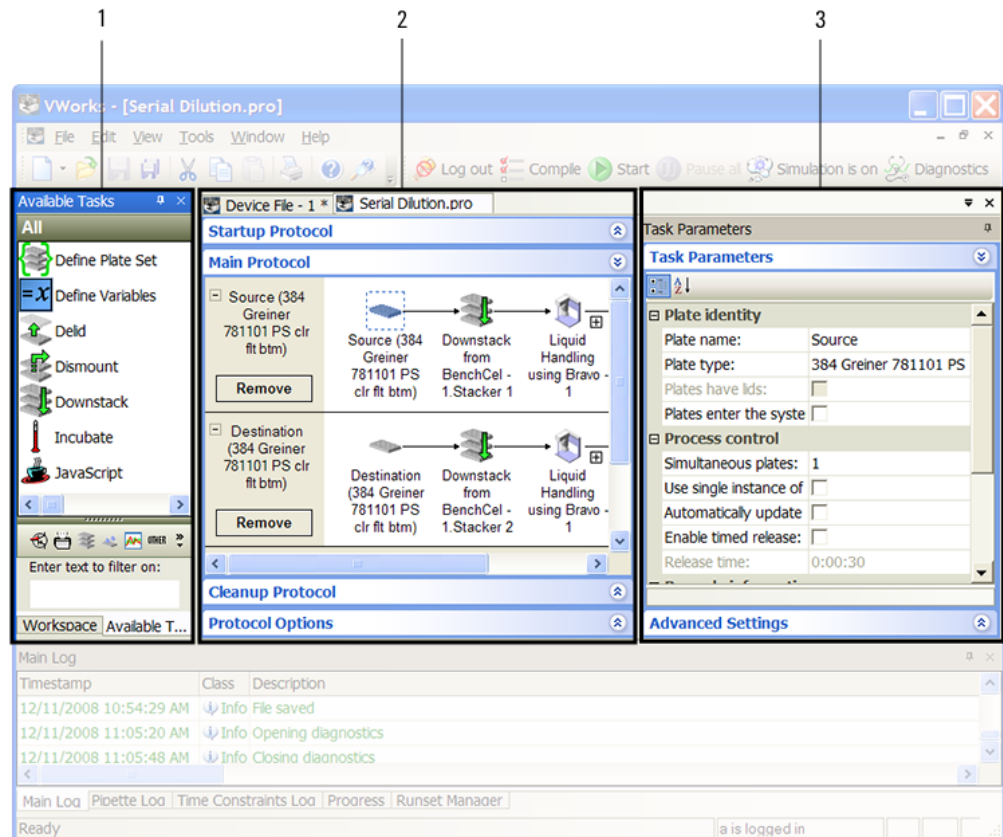 1 2 3
VWorks - [Serial Dilution.pro]
File Edit View Tools Window Help
Log out Compile Start Pause all Simulation is on Diagnostics
Available Tasks
All
Define Plate Set
=x Define Variables
Delid
Dismount
Downstack
Incubate
JavaScript
OTHER
Enter text to filter on:
Workspace Available T...
Device File - 1 * Serial Dilution.pro
Startup Protocol
Main Protocol
Source (384
Greiner
781101 PS clr
flt btm)
Remove
Source (384
Greiner
781101 PS
clr flt btm)
Downstack
from
BenchCel -
1.Stacker 1
Liquid
Handling
using Bravo -
1
Destination
(384 Greiner
781101 PS clr
flt btm)
Remove
Destination
(384 Greiner
781101 PS
clr flt btm)
Downstack
from
BenchCel -
1.Stacker 2
Liquid
Handling
using Bravo -
1
Cleanup Protocol
Protocol Options
Task Parameters
Task Parameters
Plate identity
Plate name: Source
Plate type: 384 Greiner 781101 PS
Plates have lids:
Plates enter the syste
Process control
Simultaneous plates: 1
Use single instance of
Automatically update
Enable timed release:
Release time: 0:00:30
Advanced Settings
Main Log
Timestamp Class Description
12/11/2008 10:54:29 AM Info File saved
12/11/2008 11:05:20 AM Info Opening diagnostics
12/11/2008 11:05:48 AM Info Closing diagnostics
Main Log Pipette Log Time Constraints Log Progress Runset Manager
Ready a is logged in